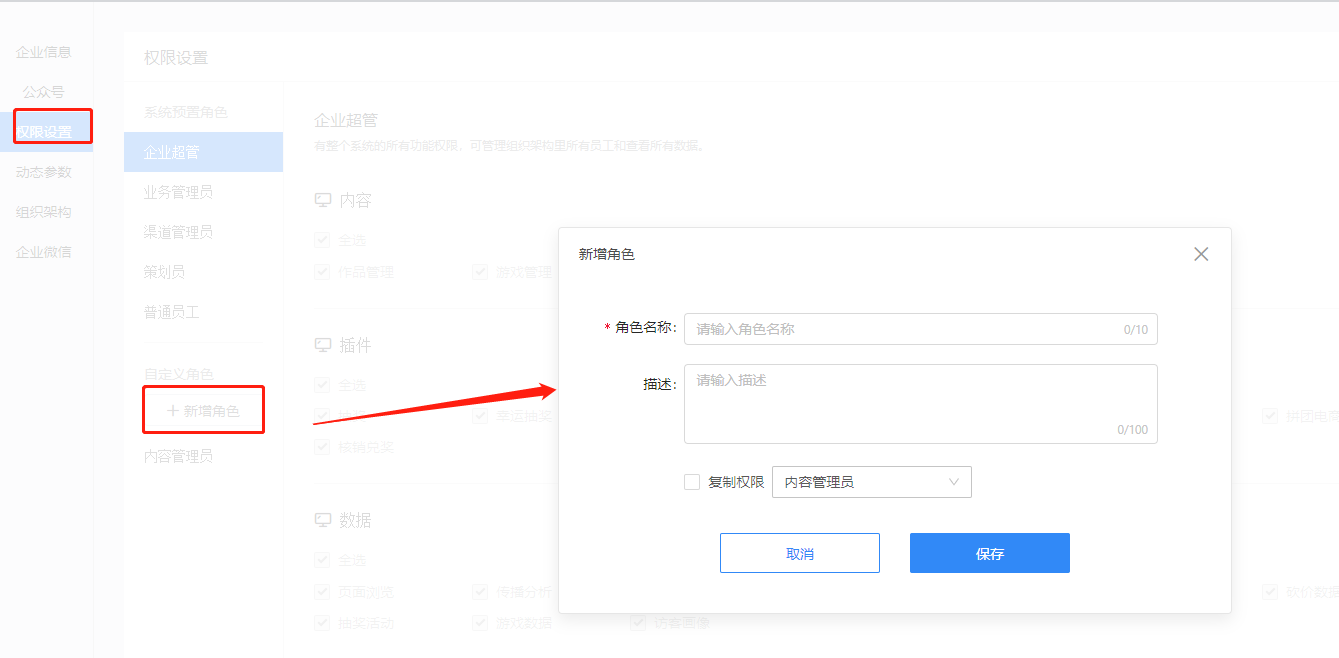 企业信息
公众号
权限设置
动态参数
组织架构
企业微信
权限设置
系统预置角色
企业超管
业务管理员
渠道管理员
策划员
普通员工
自定义角色
+ 新增角色
内容管理员
企业超管
有整个系统的所有功能权限，可管理组织架构里所有员工和查看所有数据。
内容
全选
作品管理 游戏管理
插件
全选
幸运抽奖
核销兑奖
数据
全选
页面浏览 传播分析 砍价数据
抽奖活动 游戏数据 访客画像
新增角色
* 角色名称:
请输入角色名称
0/10
描述:
请输入描述
0/100
复制权限 内容管理员
取消 保存